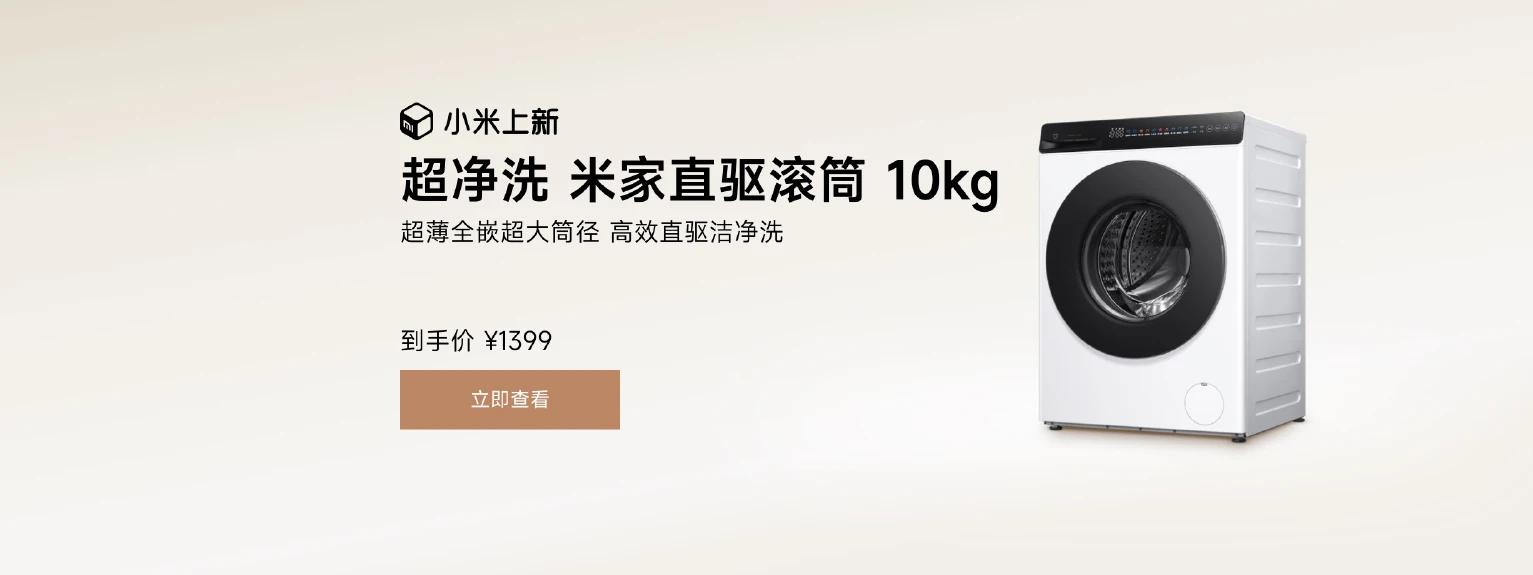 小米上新
超净洗 米家直驱滚筒 10kg
超薄全嵌超大筒径 高效直驱洁净洗
到手价 ¥1399
立即查看